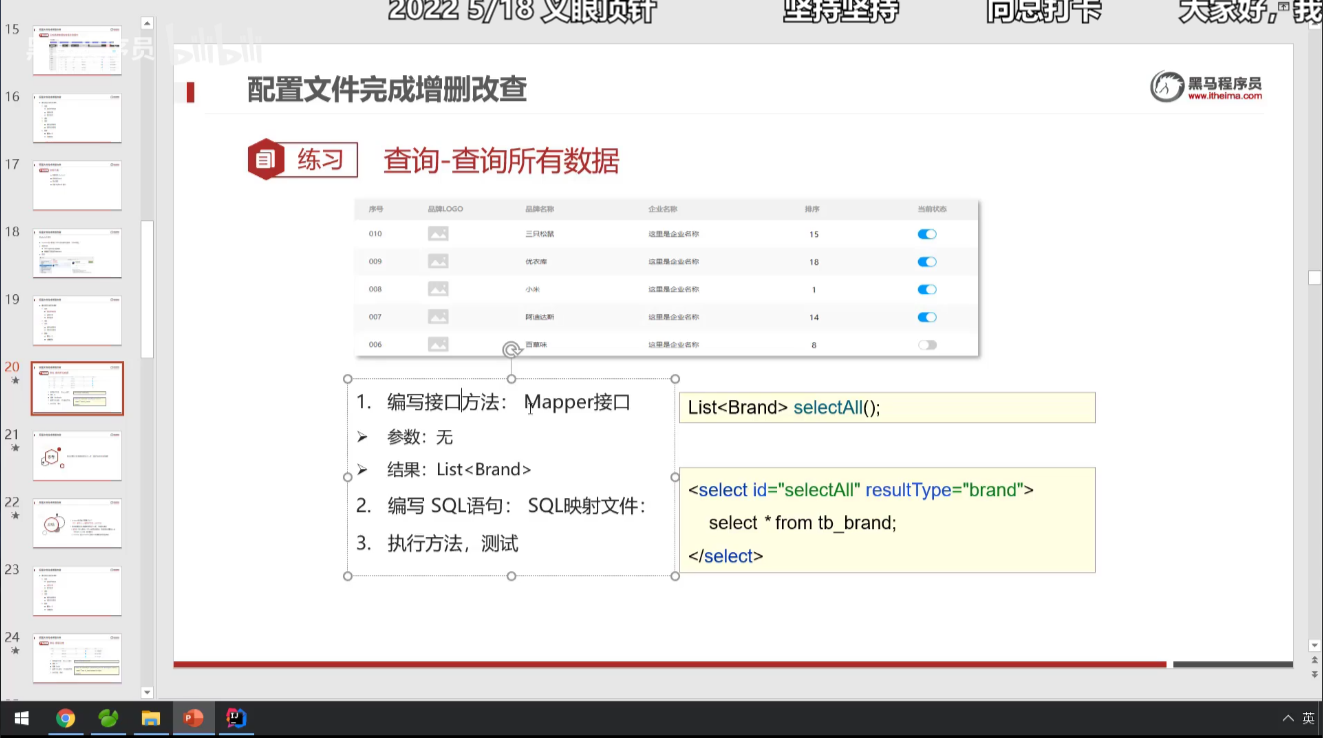 2022 5/18 义眼顶针
坚持坚持
同志打卡
大家好，我
bilibili
15
16
17
18
19
20
21
22
23
24
配置文件完成增删改查
黑马程序员
www.itheima.com
练习
查询-查询所有数据
序号 品牌LOGO 品牌名称 企业名称 排序 当前状态
010 三只松鼠 这里是企业名称 15
009 优衣库 这里是企业名称 18
008 小米 这里是企业名称 1
007 阿迪达斯 这里是企业名称 14
006 百草味 这里是企业名称 8
1. 编写接口方法： Mapper接口
➢ 参数：无
➢ 结果：List<Brand>
2. 编写 SQL语句： SQL映射文件：
3. 执行方法，测试
List<Brand> selectAll();
<select id="selectAll" resultType="brand">
select * from tb_brand;
</select>
英